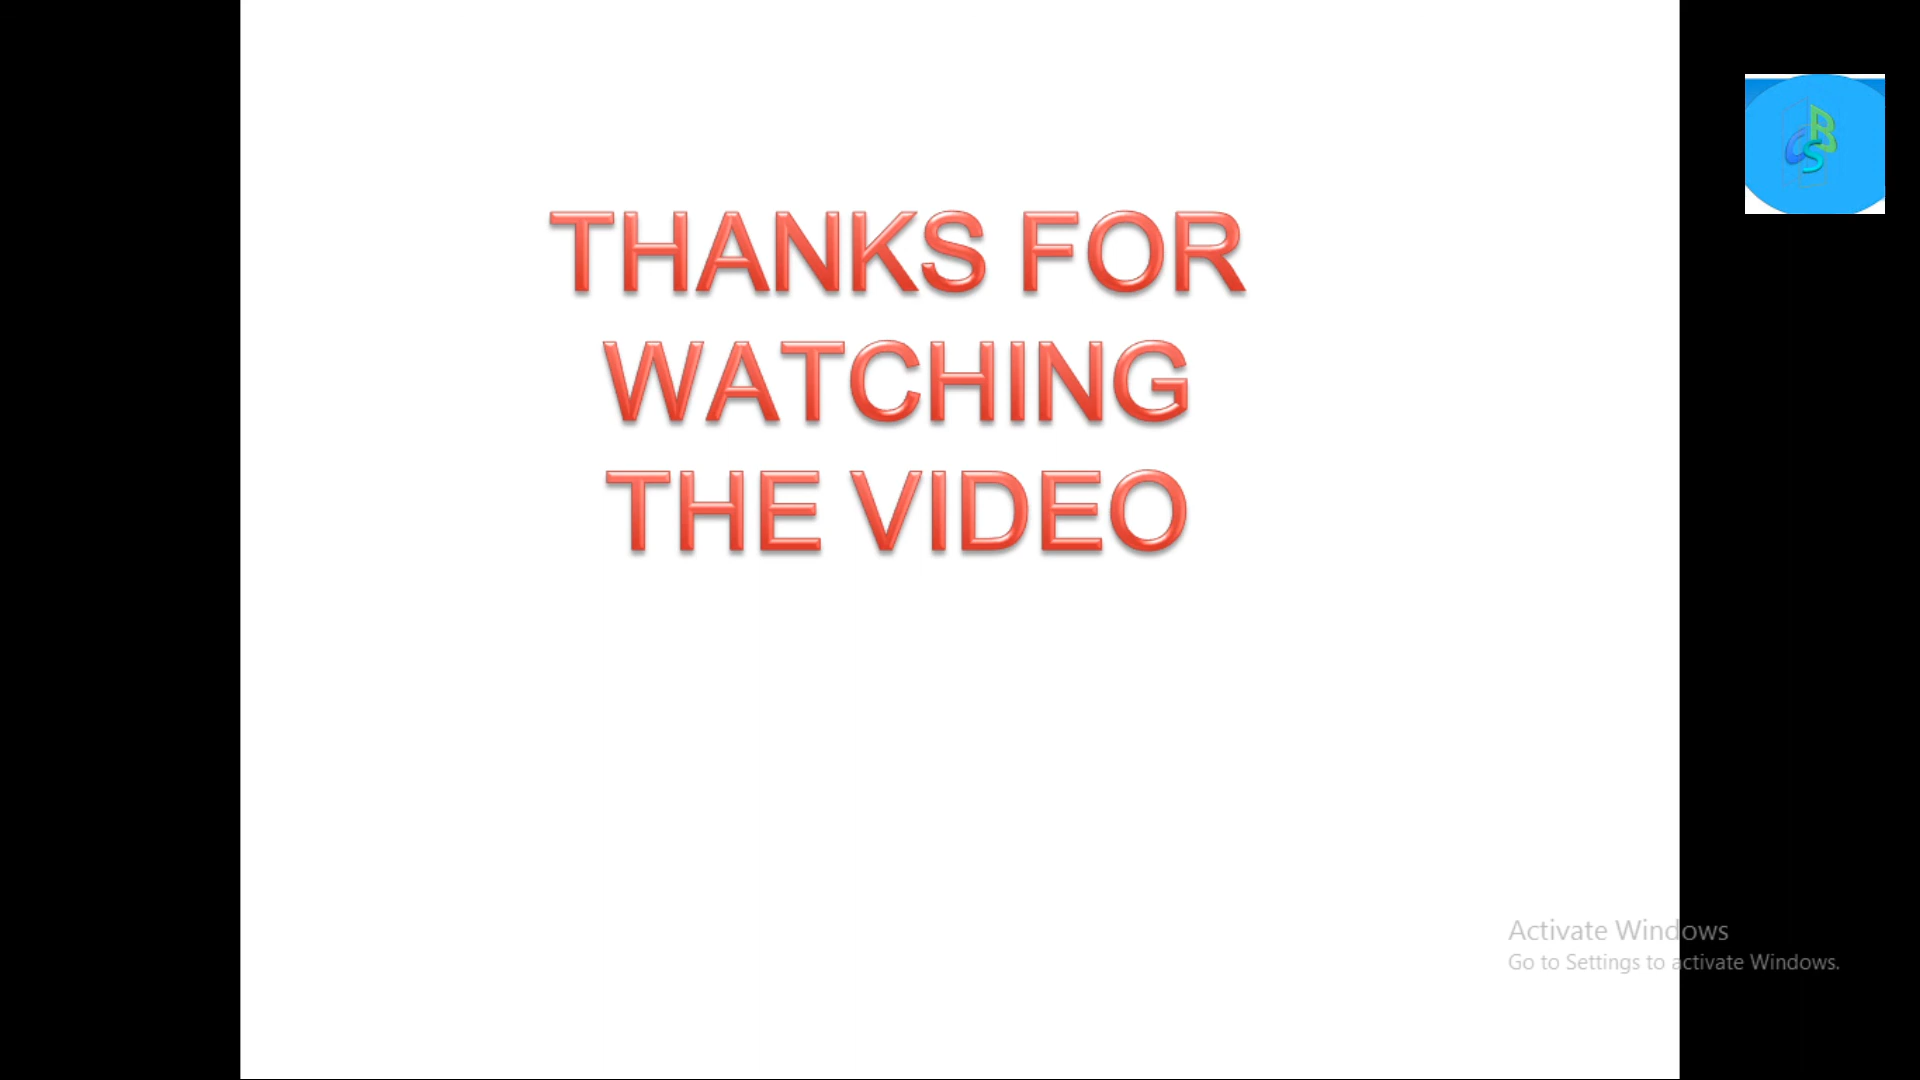 THANKS FOR
WATCHING
THE VIDEO
Activate Windows
Go to Settings to activate Windows.